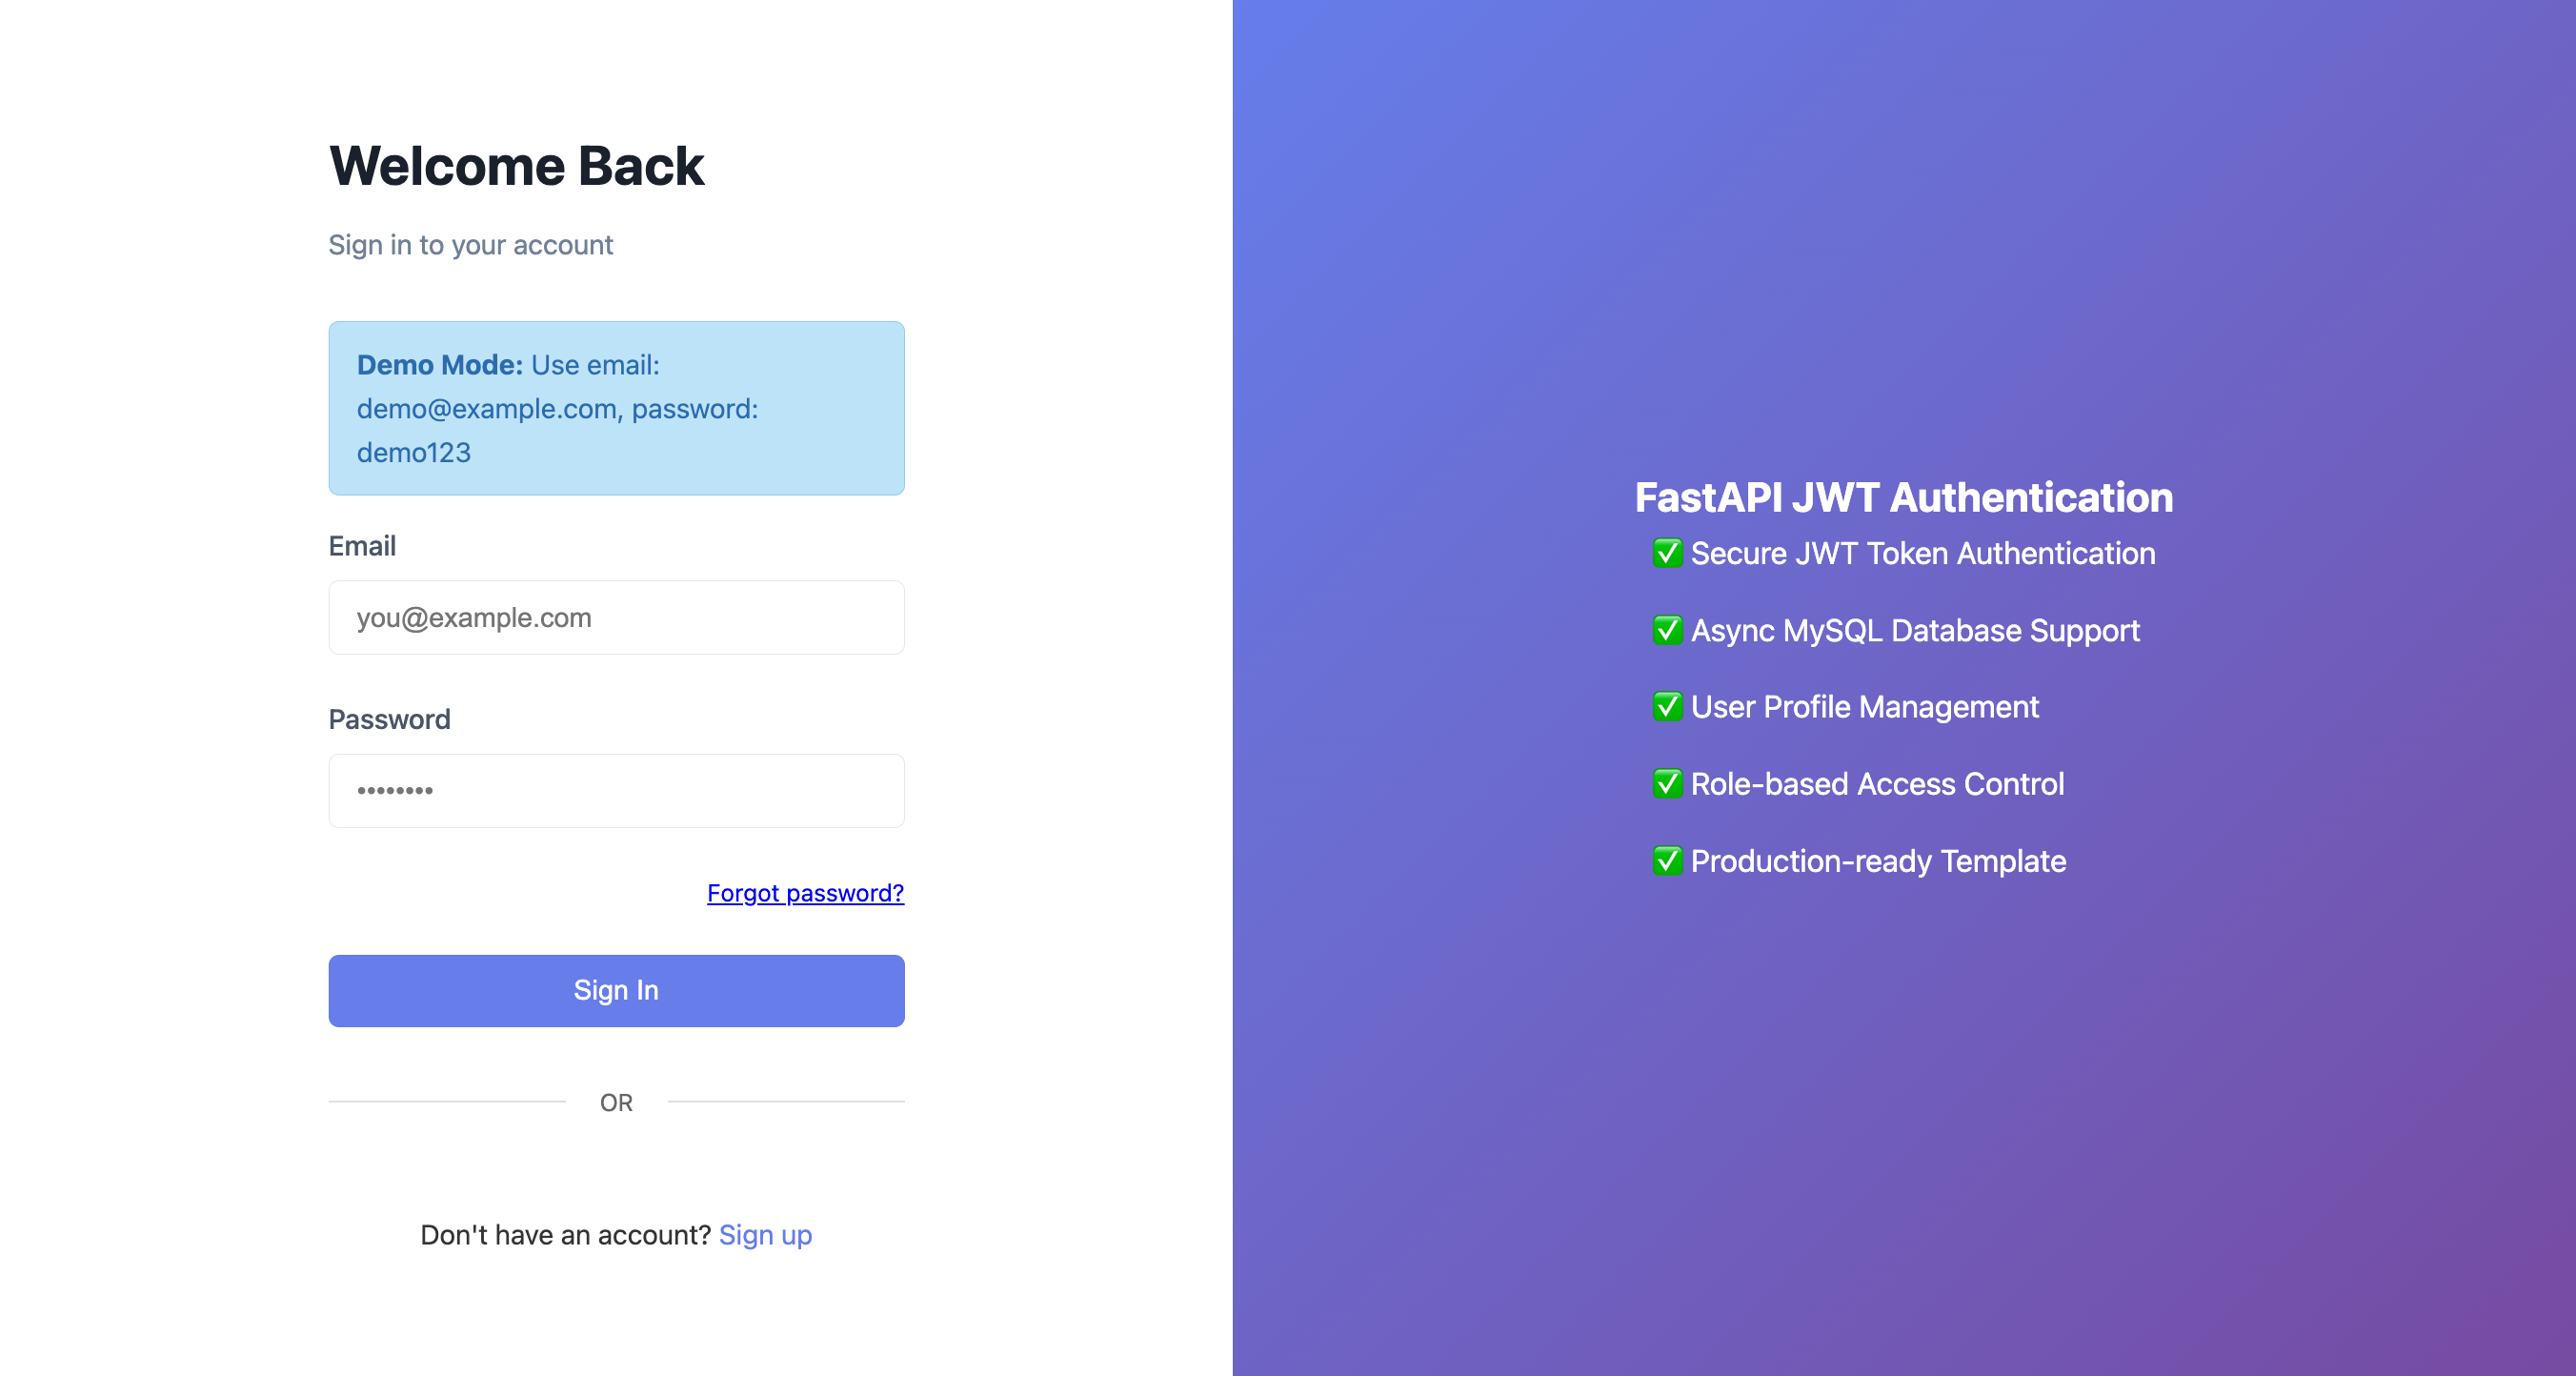 Welcome Back
Sign in to your account
Demo Mode: Use email:
demo@example.com, password:
demo123
Email
you@example.com
Password
••••••••
Forgot password?
Sign In
OR
Don't have an account? Sign up
FastAPI JWT Authentication
✅ Secure JWT Token Authentication
✅ Async MySQL Database Support
✅ User Profile Management
✅ Role-based Access Control
✅ Production-ready Template